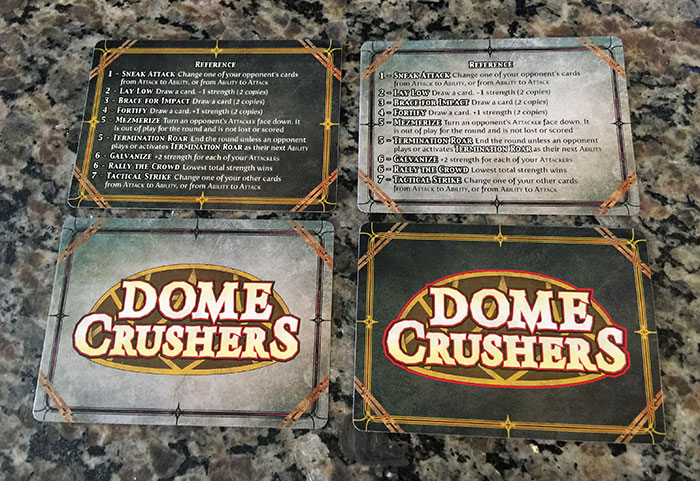 REFERENCE
1 - SNEAK ATTACK Change one of your opponent's cards
from ATTACK to ABILITY, or from ABILITY to ATTACK
2 - LAY LOW Draw a card. -1 strength (2 copies)
3 - BRACE FOR IMPACT Draw a card (2 copies)
4 - FORTIFY Draw a card. +1 strength (2 copies)
5 - MEZMERIZE Turn an opponent's ATTACKER face down. It
is out of play for the round and is not lost or scored
5 - TERMINATION ROAR End the round unless an opponent
plays or activates TERMINATION ROAR as their next ABILITY
6 - GALVANIZE +2 strength for each of your ATTACKERS
6 - RALLY THE CROWD Lowest total strength wins
7 - TACTICAL STRIKE Change one of your other cards
from ATTACK to ABILITY, or from ABILITY to ATTACK
REFERENCE
1 - SNEAK ATTACK Change one of your opponent's cards
from ATTACK to ABILITY, or from ABILITY to ATTACK
2 - LAY LOW Draw a card. -1 strength (2 copies)
3 - BRACE FOR IMPACT Draw a card (2 copies)
4 - FORTIFY Draw a card. +1 strength (2 copies)
5 - MEZMERIZE Turn an opponent's ATTACKER face down. It
is out of play for the round and is not lost or scored
5 - TERMINATION ROAR End the round unless an opponent
plays or activates TERMINATION ROAR as their next ABILITY
6 - GALVANIZE +2 strength for each of your ATTACKERS
6 - RALLY THE CROWD Lowest total strength wins
7 - TACTICAL STRIKE Change one of your other cards
from ATTACK to ABILITY, or from ABILITY to ATTACK
DOME
CRUSHERS
DOME
CRUSHERS